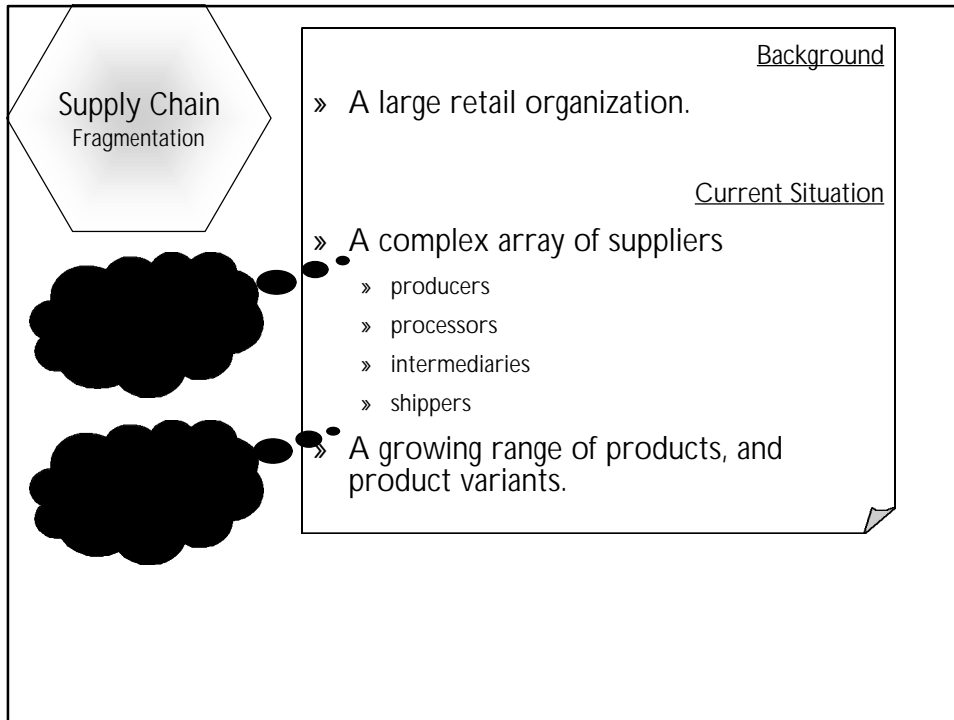 Supply Chain
Fragmentation
Background
» A large retail organization.
Current Situation
» A complex array of suppliers
» producers
» processors
» intermediaries
» shippers
» A growing range of products, and
product variants.